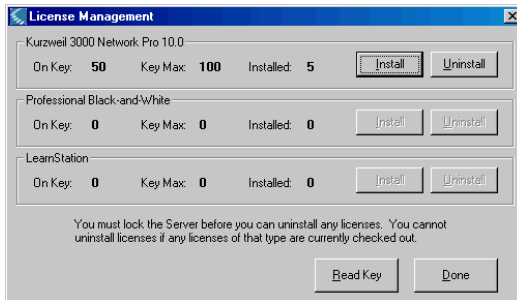 License Management
Kurzweil 3000 Network Pro 10.0
On Key: 50 Key Max: 100 Installed: 5 Install Uninstall
Professional Black-and-White
On Key: 0 Key Max: 0 Installed: 0 Install Uninstall
LearnStation
On Key: 0 Key Max: 0 Installed: 0 Install Uninstall
You must lock the Server before you can uninstall any licenses. You cannot
uninstall licenses if any licenses of that type are currently checked out.
Read Key Done